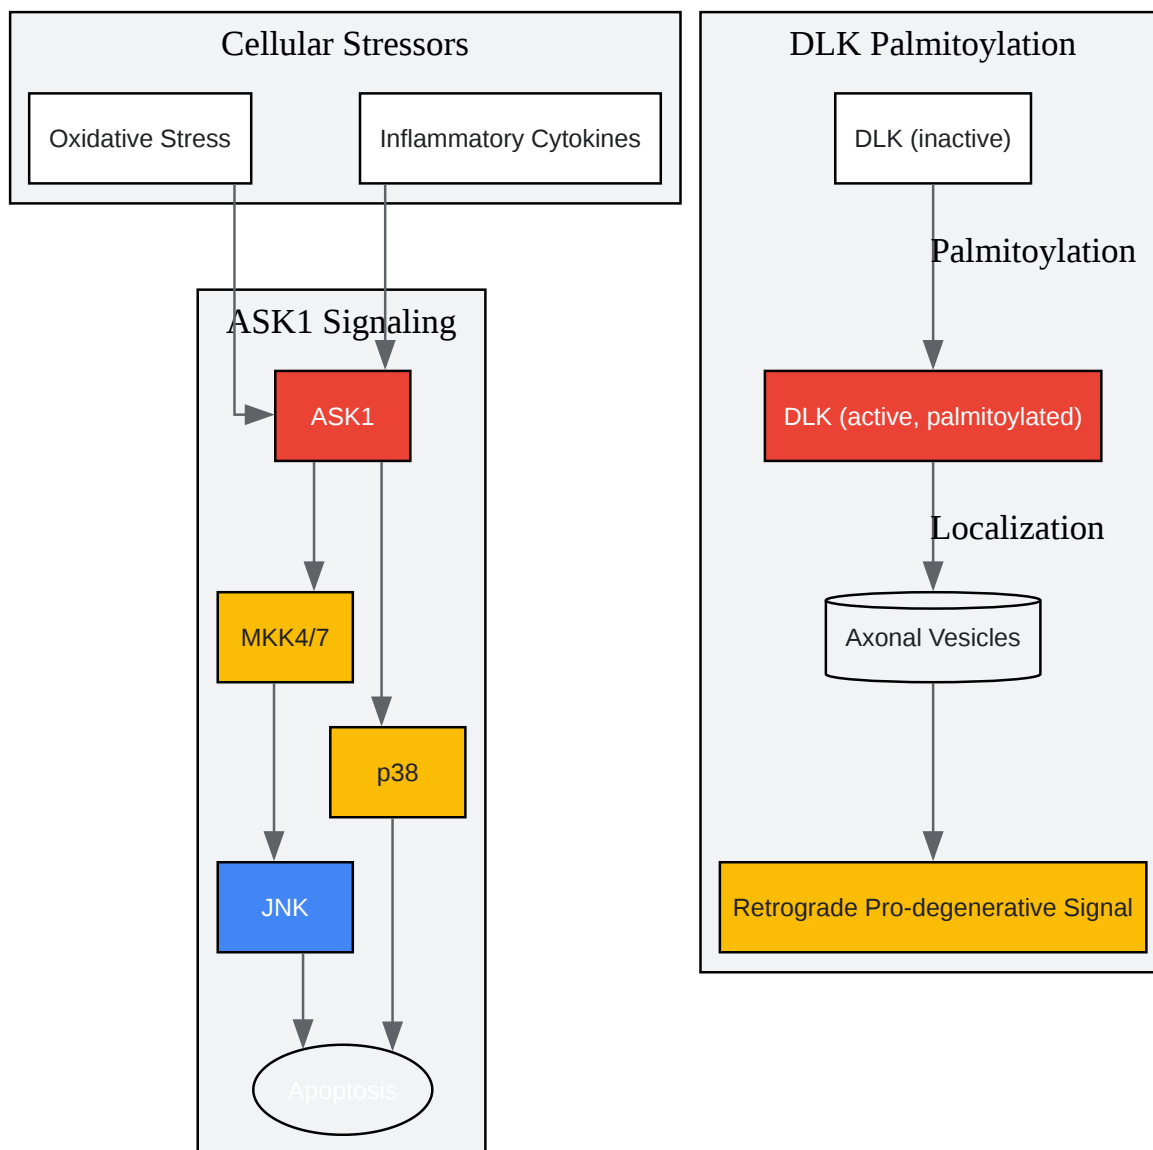 Cellular Stressors
Oxidative Stress
Inflammatory Cytokines
ASK1 Signaling
ASK1
MKK4/7
p38
JNK
Apoptosis
DLK Palmitoylation
DLK (inactive)
Palmitoylation
DLK (active, palmitoylated)
Localization
Axonal Vesicles
Retrograde Pro-degenerative Signal